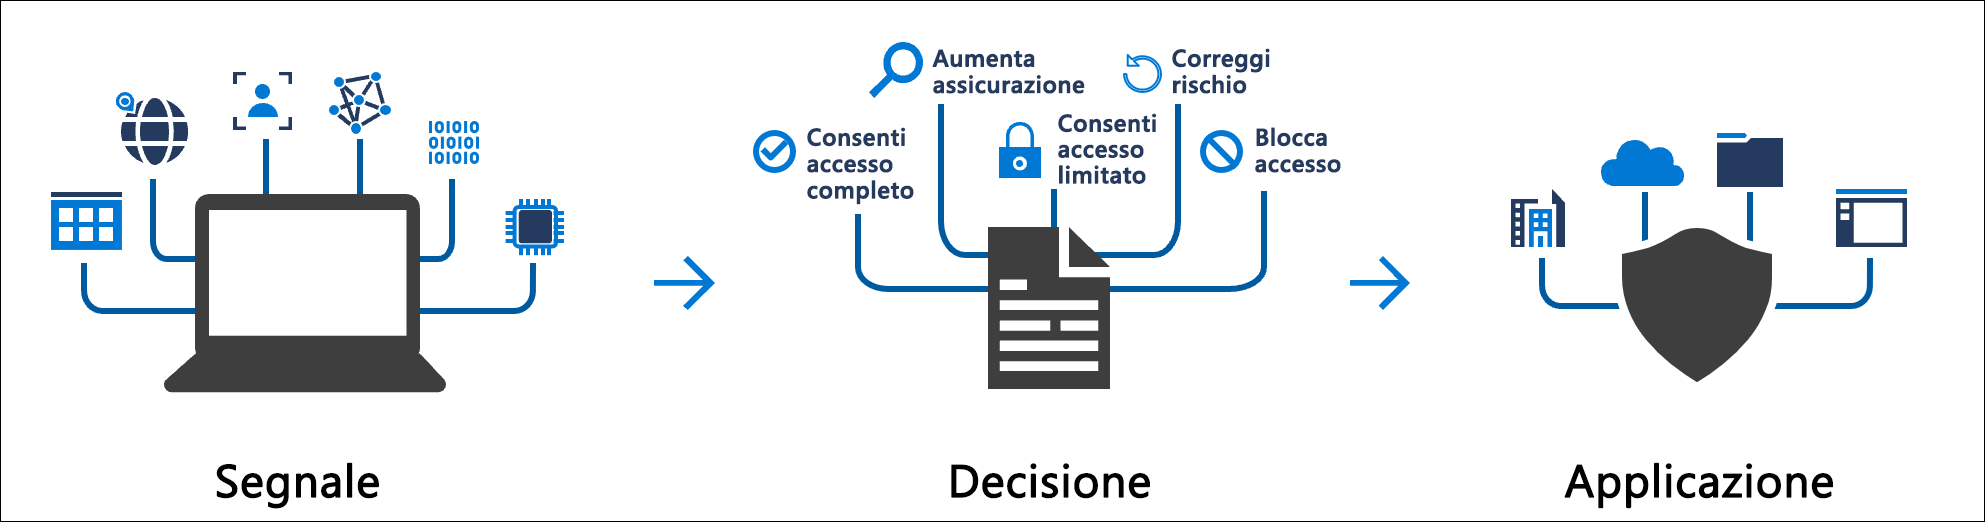 101010
010101
101010
Aumenta
assicurazione
Correggi
rischio
Consenti
accesso
completo
Consenti
accesso
limitato
Blocca
accesso
Segnale
Decisione
Applicazione